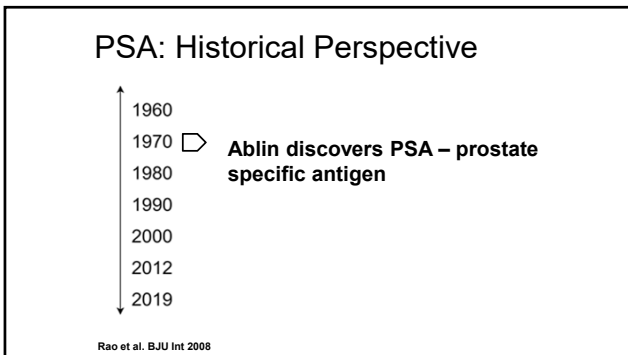 PSA: Historical Perspective
1960
1970
Ablin discovers PSA – prostate
specific antigen
1980
1990
2000
2012
2019
Rao et al. BJU Int 2008